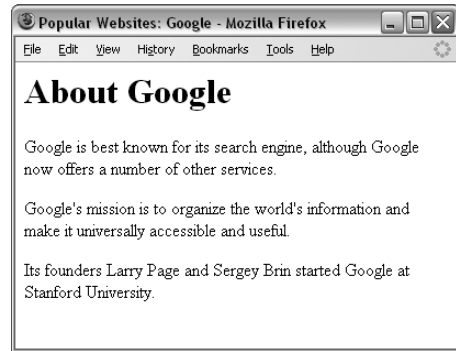 Popular Websites: Google - Mozilla Firefox
File Edit View History Bookmarks Tools Help
About Google
Google is best known for its search engine, although Google
now offers a number of other services.
Google's mission is to organize the world's information and
make it universally accessible and useful.
Its founders Larry Page and Sergey Brin started Google at
Stanford University.